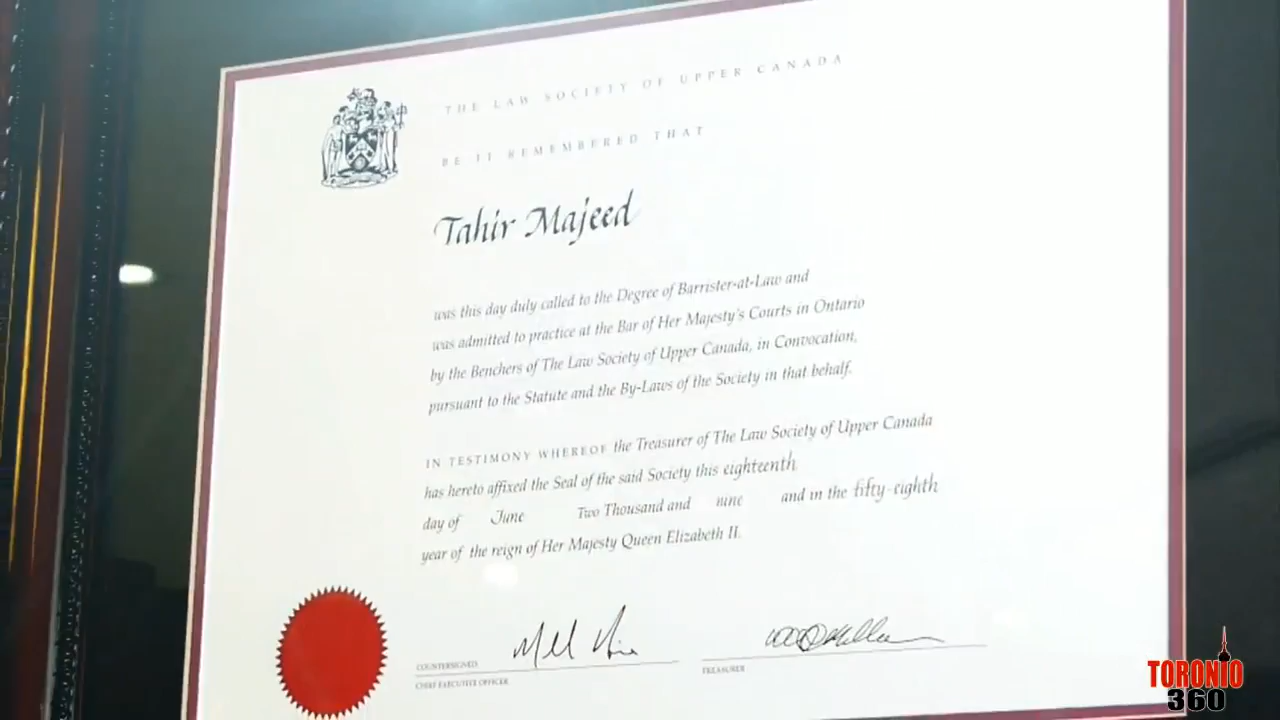 THE LAW SOCIETY OF UPPER CANADA
BE IT REMEMBERED THAT
Tahir Majeed
was this day duly called to the Degree of Barrister-at-Law and
was admitted to practice at the Bar of Her Majesty's Courts in Ontario
by the Benchers of The Law Society of Upper Canada, in Convocation,
pursuant to the Statute and the By-Laws of the Society in that behalf.
IN TESTIMONY WHEREOF the Treasurer of The Law Society of Upper Canada
has hereto affixed the Seal of the said Society this eighteenth
day of June Two Thousand and nine and in the fifty-eighth
year of the reign of Her Majesty Queen Elizabeth II.
COUNTERSIGNED
CHIEF EXECUTIVE OFFICER
TREASURER
TORONTO
360